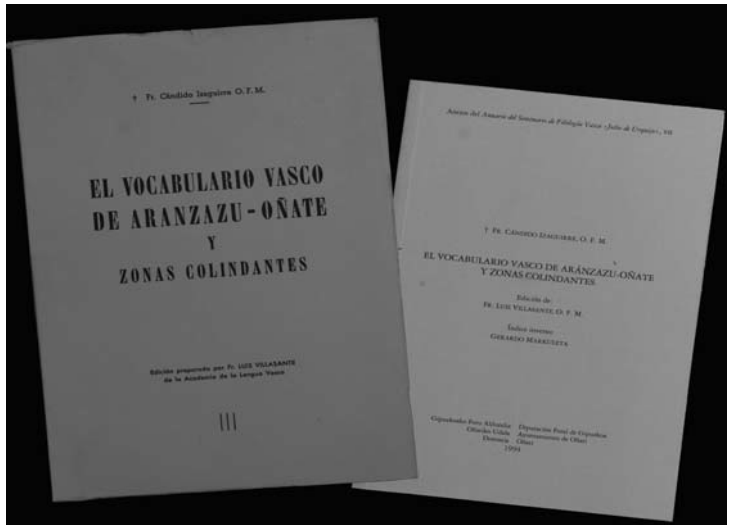 † Fr. Cándido Izaguirre O. F. M.
EL VOCABULARIO VASCO
DE ARANZAZU - OÑATE
Y
ZONAS COLINDANTES
Edición preparada por Fr. LUIS VILLASANTE
de la Academia de la Lengua Vasca
Anejos del Anuario del Seminario de Filología Vasca «Julio de Urquijo», VII
† FR. CÁNDIDO IZAGUIRRE, O. F. M.
EL VOCABULARIO VASCO DE ARÁNZAZU-OÑATE
Y ZONAS COLINDANTES
Edición de:
FR. LUIS VILLASANTE, O. F. M.
Índice inverso:
GERARDO MARKULETA
Gipuzkoako Foru Aldundia Diputación Foral de Gipuzkoa
Oñatiko Udala Ayuntamiento de Oñati
Donostia Oñati
1994